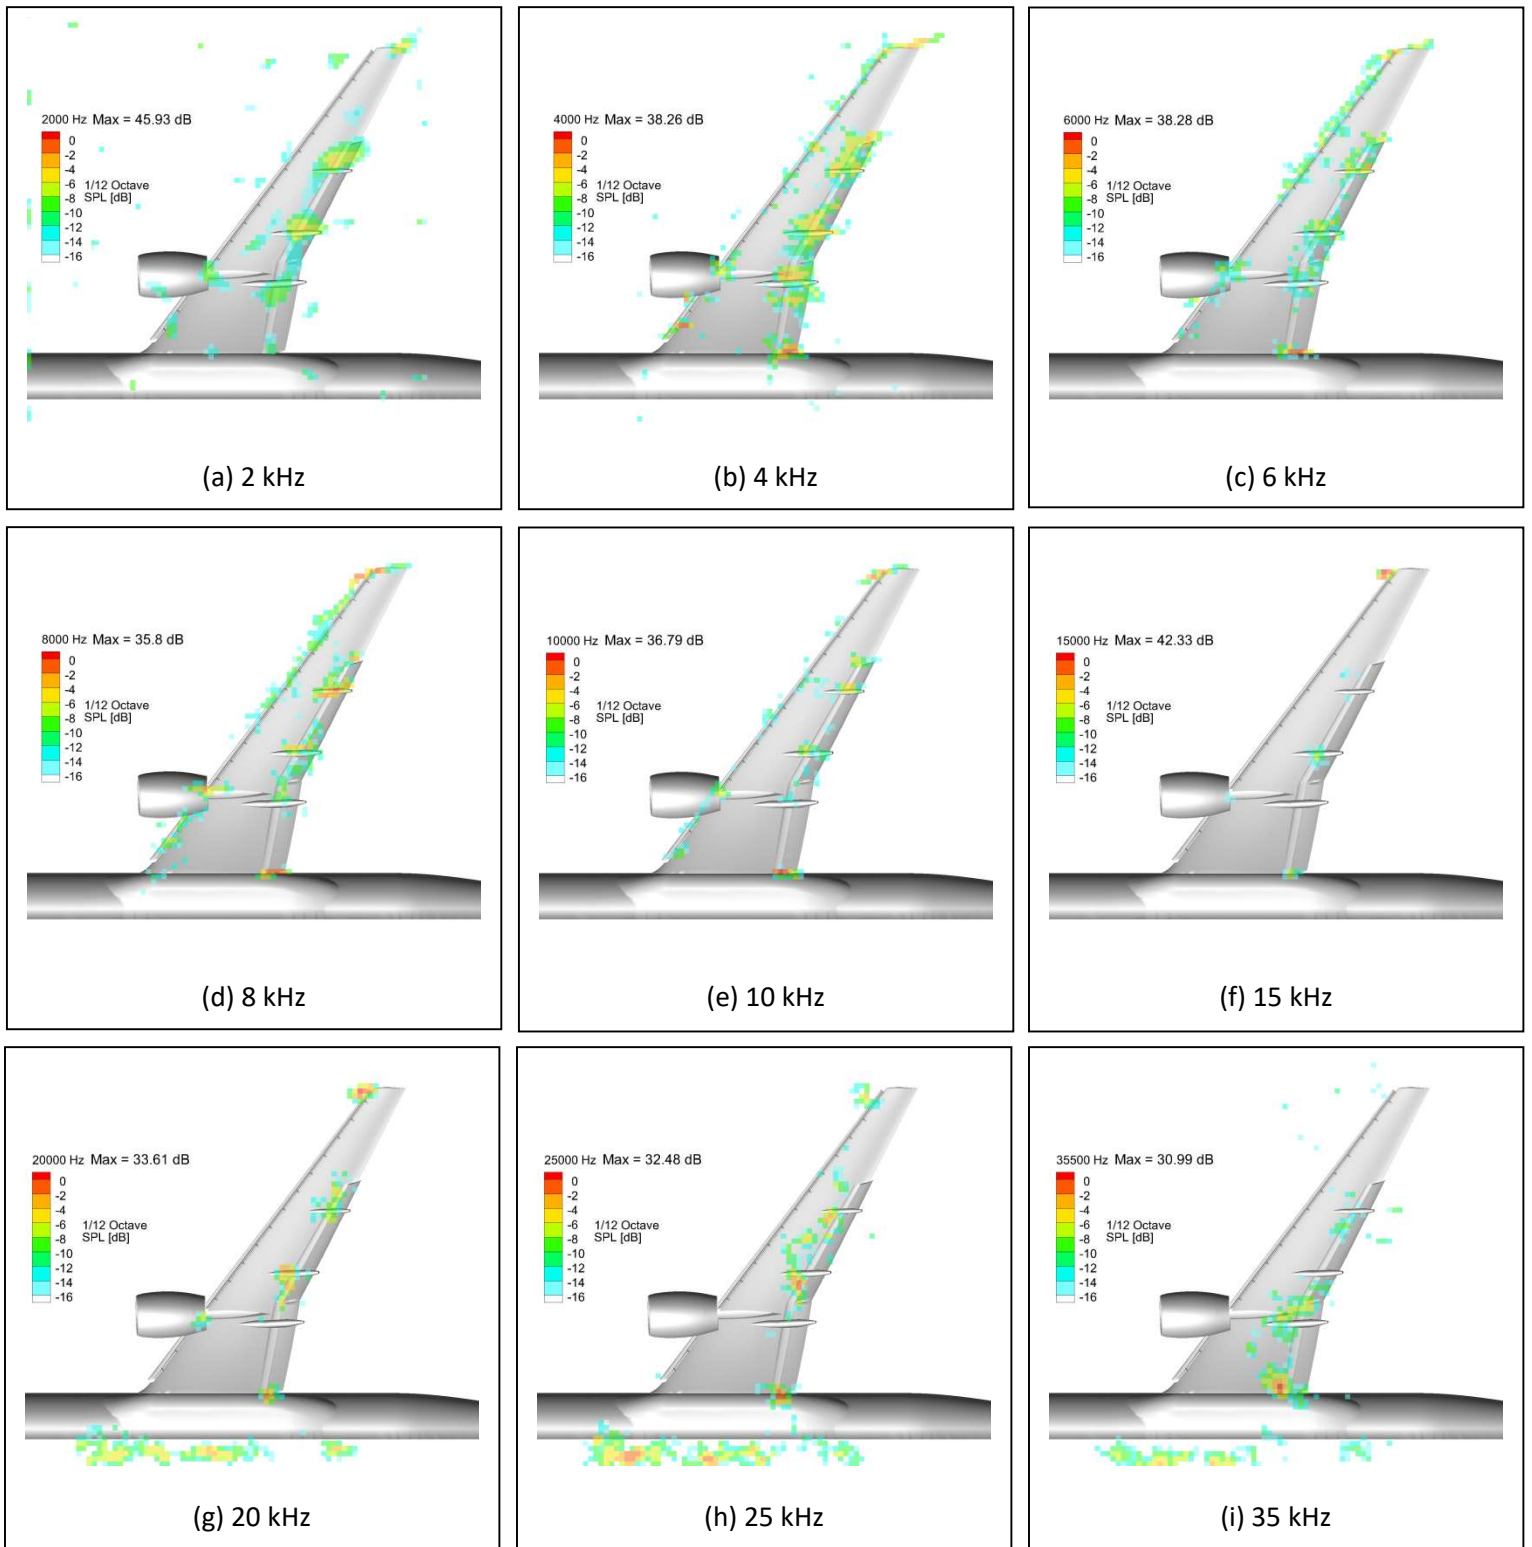 2000 Hz Max = 45.93 dB
0
-2
-4
-6
-8
-10
-12
-14
-16
1/12 Octave
SPL [dB]
(a) 2 kHz
4000 Hz Max = 38.26 dB
0
-2
-4
-6
-8
-10
-12
-14
-16
1/12 Octave
SPL [dB]
(b) 4 kHz
6000 Hz Max = 38.28 dB
0
-2
-4
-6
-8
-10
-12
-14
-16
1/12 Octave
SPL [dB]
(c) 6 kHz
8000 Hz Max = 35.8 dB
0
-2
-4
-6
-8
-10
-12
-14
-16
1/12 Octave
SPL [dB]
(d) 8 kHz
10000 Hz Max = 36.79 dB
0
-2
-4
-6
-8
-10
-12
-14
-16
1/12 Octave
SPL [dB]
(e) 10 kHz
15000 Hz Max = 42.33 dB
0
-2
-4
-6
-8
-10
-12
-14
-16
1/12 Octave
SPL [dB]
(f) 15 kHz
20000 Hz Max = 33.61 dB
0
-2
-4
-6
-8
-10
-12
-14
-16
1/12 Octave
SPL [dB]
(g) 20 kHz
25000 Hz Max = 32.48 dB
0
-2
-4
-6
-8
-10
-12
-14
-16
1/12 Octave
SPL [dB]
(h) 25 kHz
35500 Hz Max = 30.99 dB
0
-2
-4
-6
-8
-10
-12
-14
-16
1/12 Octave
SPL [dB]
(i) 35 kHz